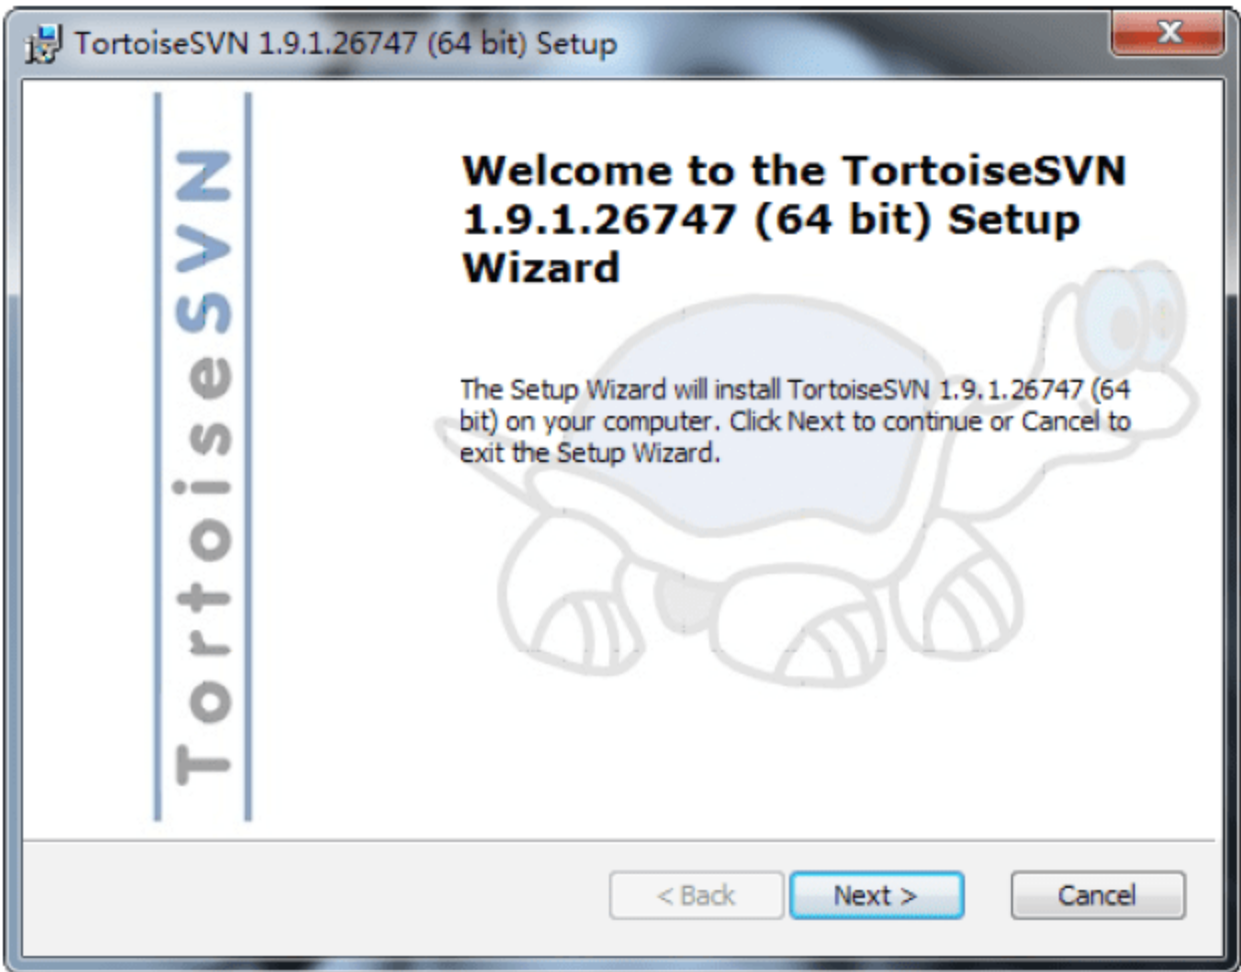 TortoiseSVN 1.9.1.26747 (64 bit) Setup
TortoiseSVN
Welcome to the TortoiseSVN
1.9.1.26747 (64 bit) Setup
Wizard
The Setup Wizard will install TortoiseSVN 1.9.1.26747 (64
bit) on your computer. Click Next to continue or Cancel to
exit the Setup Wizard.
< Back
Next >
Cancel